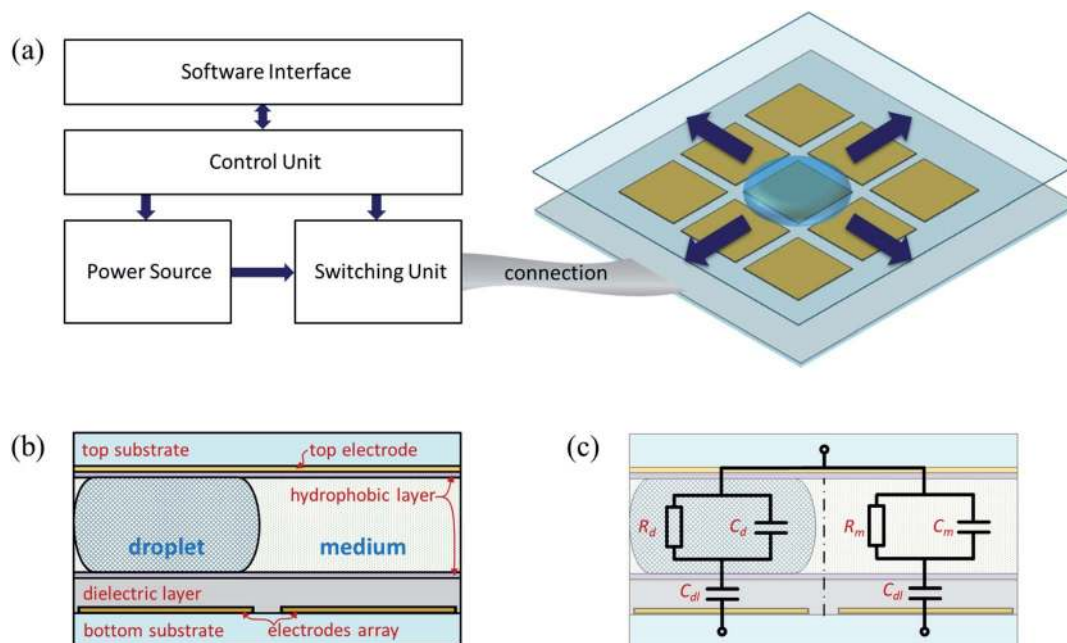 (a)
Software Interface
Control Unit
Power Source
Switching Unit
connection
(b)
top substrate
top electrode
hydrophobic layer
droplet
medium
dielectric layer
bottom substrate
electrodes array
(c)
R_d
C_d
R_m
C_m
C_dl
C_dl